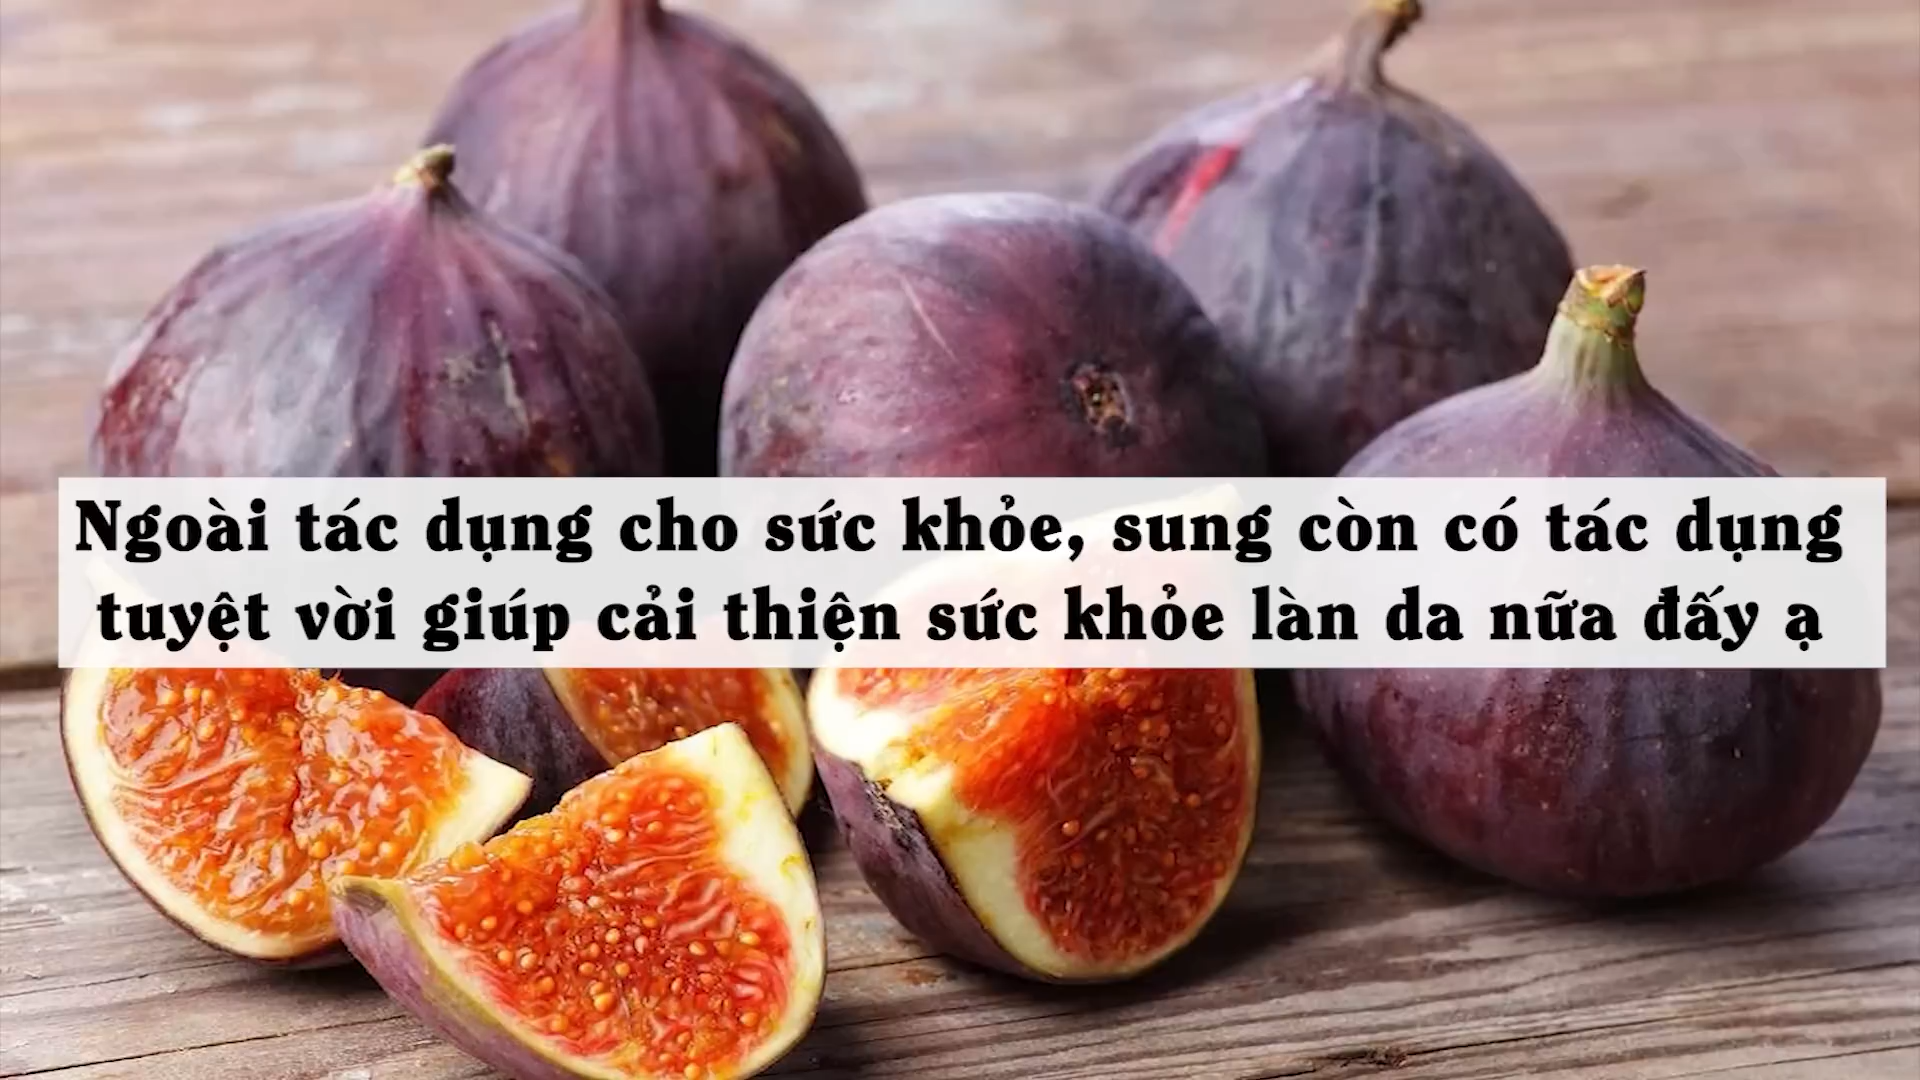 Ngoài tác dụng cho sức khỏe, sung còn có tác dụng
tuyệt vời giúp cải thiện sức khỏe làn da nữa đấy ạ